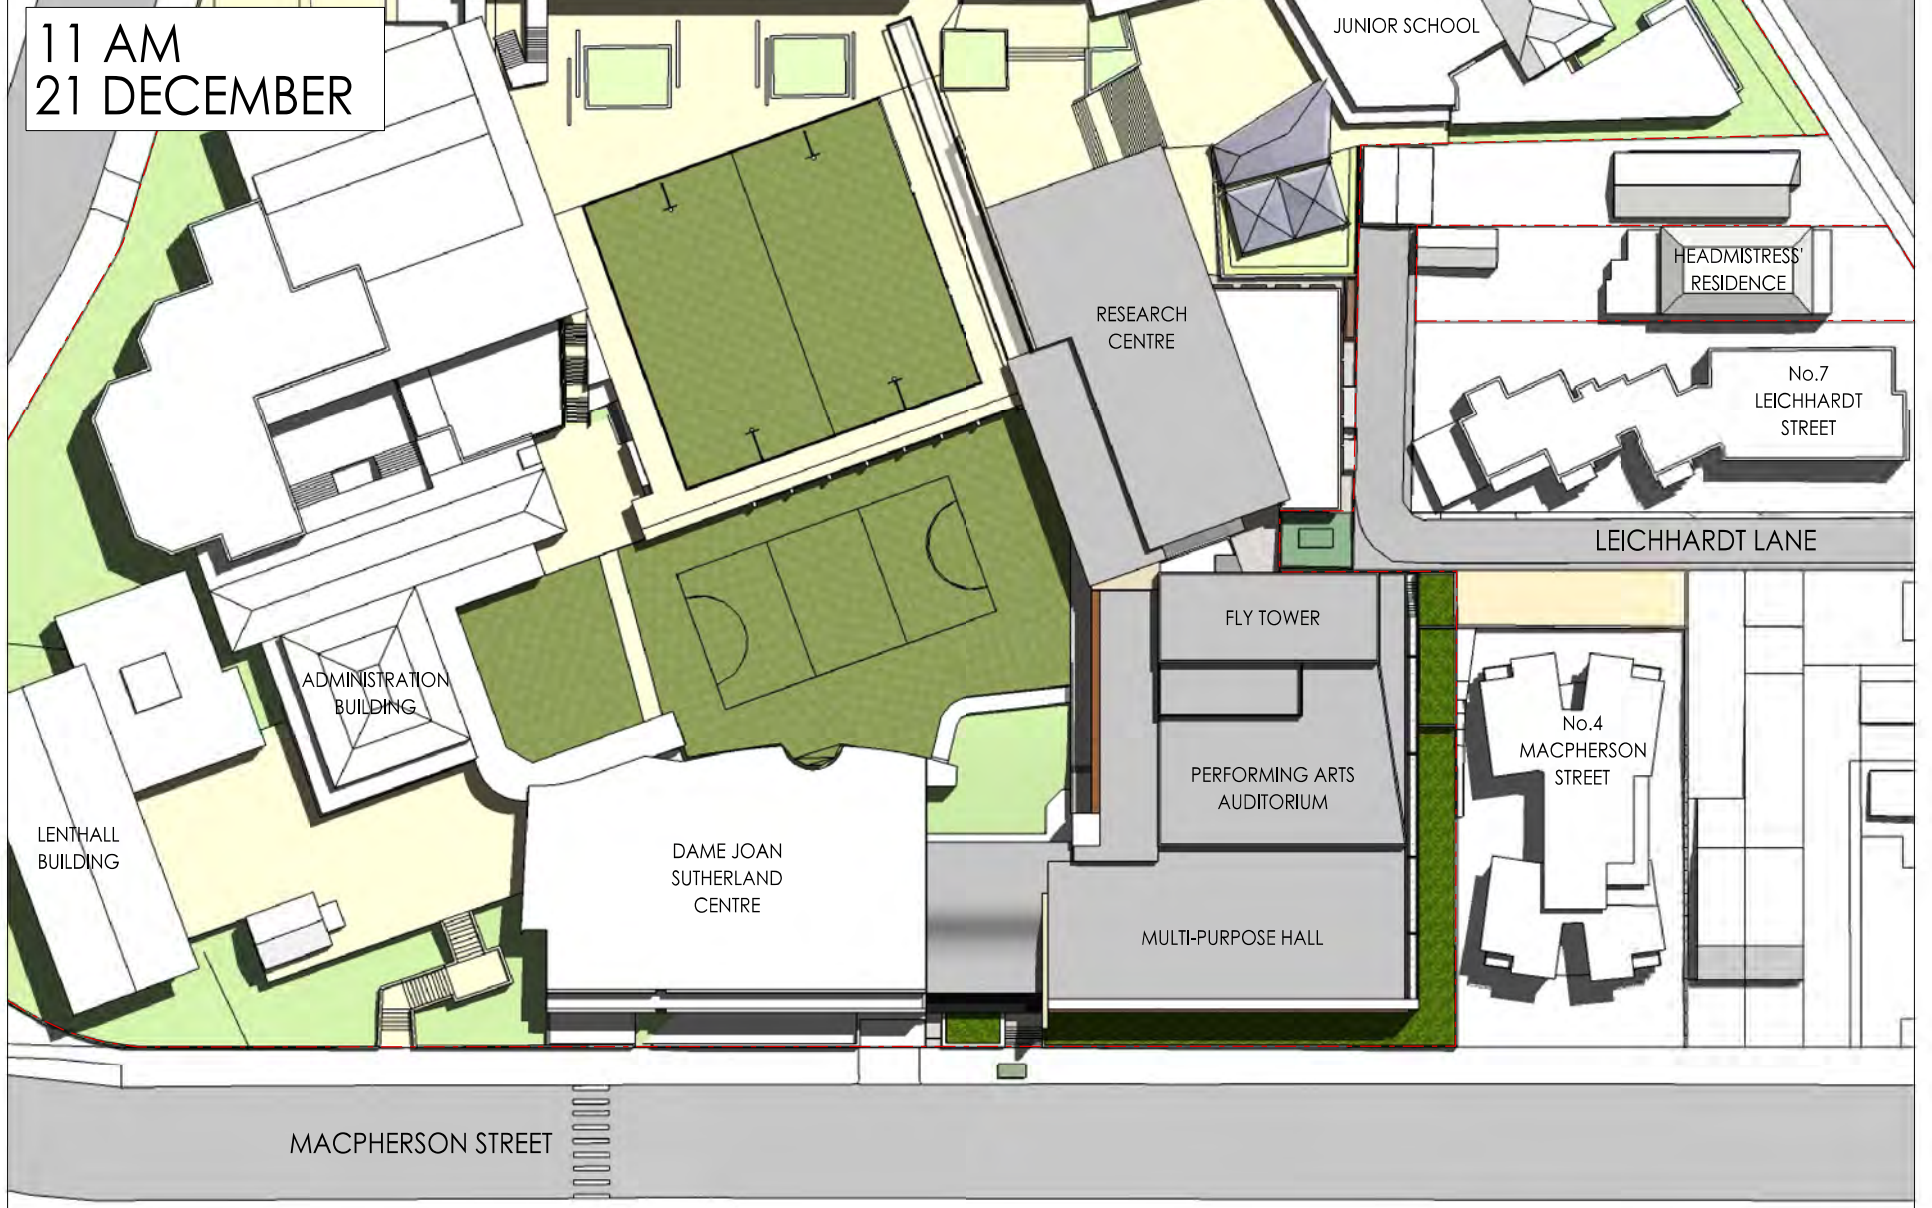 11 AM
21 DECEMBER
JUNIOR SCHOOL
HEADMISTRESS'
RESIDENCE
RESEARCH
CENTRE
No.7
LEICHHARDT
STREET
LEICHHARDT LANE
FLY TOWER
ADMINISTRATION
BUILDING
No.4
MACPHERSON
STREET
PERFORMING ARTS
AUDITORIUM
LENTHALL
BUILDING
DAME JOAN
SUTHERLAND
CENTRE
MULTI-PURPOSE HALL
MACPHERSON STREET